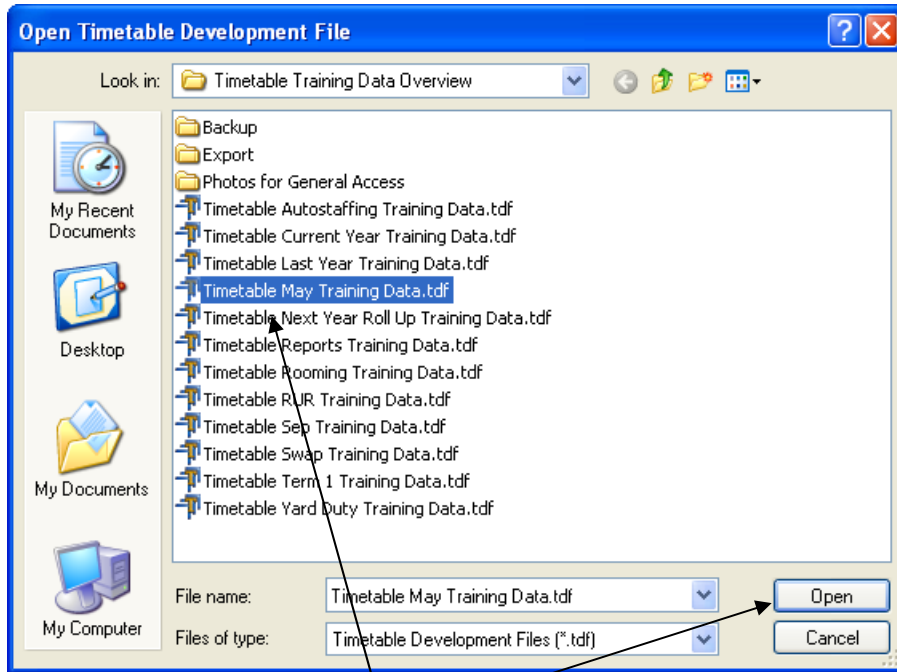 Open Timetable Development File
Look in: Timetable Training Data Overview
Backup
Export
Photos for General Access
Timetable Autostaffing Training Data.tdf
Timetable Current Year Training Data.tdf
Timetable Last Year Training Data.tdf
Timetable May Training Data.tdf
Timetable Next Year Roll Up Training Data.tdf
Timetable Reports Training Data.tdf
Timetable Rooming Training Data.tdf
Timetable RUR Training Data.tdf
Timetable Sep Training Data.tdf
Timetable Swap Training Data.tdf
Timetable Term 1 Training Data.tdf
Timetable Yard Duty Training Data.tdf
My Recent
Documents
Desktop
My Documents
My Computer
File name: Timetable May Training Data.tdf Open
Files of type: Timetable Development Files (*.tdf) Cancel